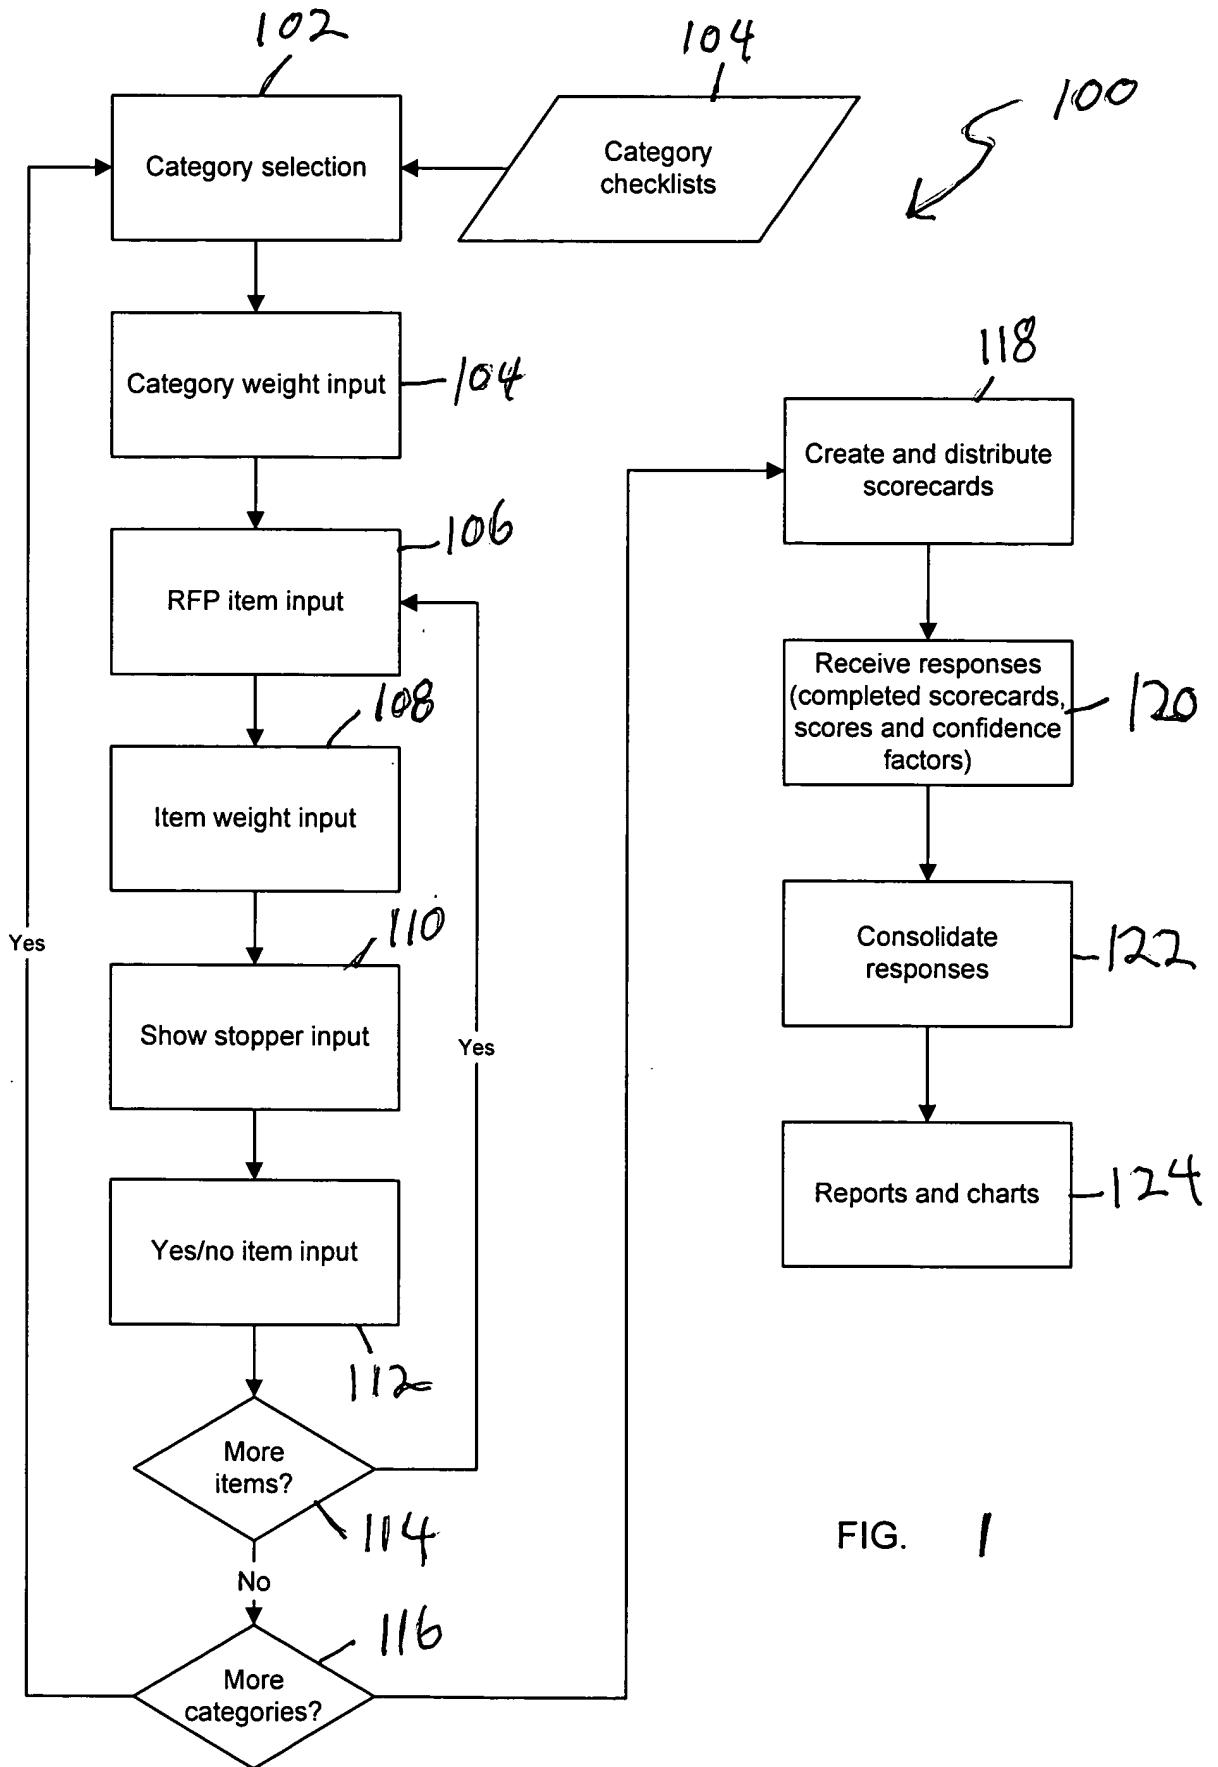 102
104
100
Category selection
Category
checklists
Category weight input
104
118
Create and distribute
scorecards
106
RFP item input
108
Receive responses
(completed scorecards,
scores and confidence
factors)
120
Item weight input
110
Yes
Consolidate
responses
122
Show stopper input
Yes
Reports and charts
124
Yes/no item input
112
More
items?
114
FIG. 1
No
116
More
categories?